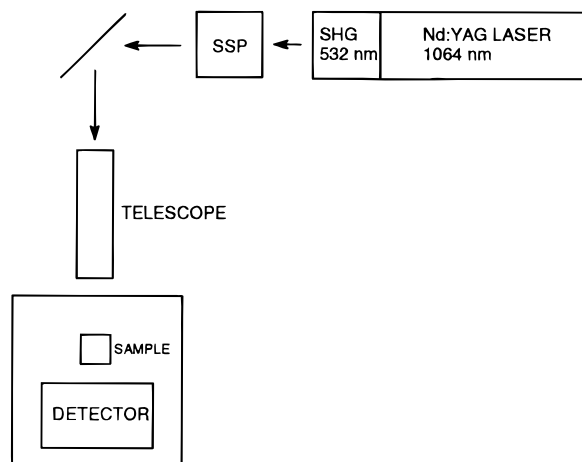 SSP
SHG
532 nm
Nd:YAG LASER
1064 nm
TELESCOPE
SAMPLE
DETECTOR